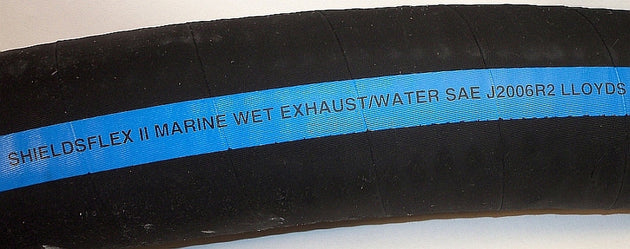 SHIELDSFLEX II MARINE WET EXHAUST/WATER SAE J2006R2 LLOYDS